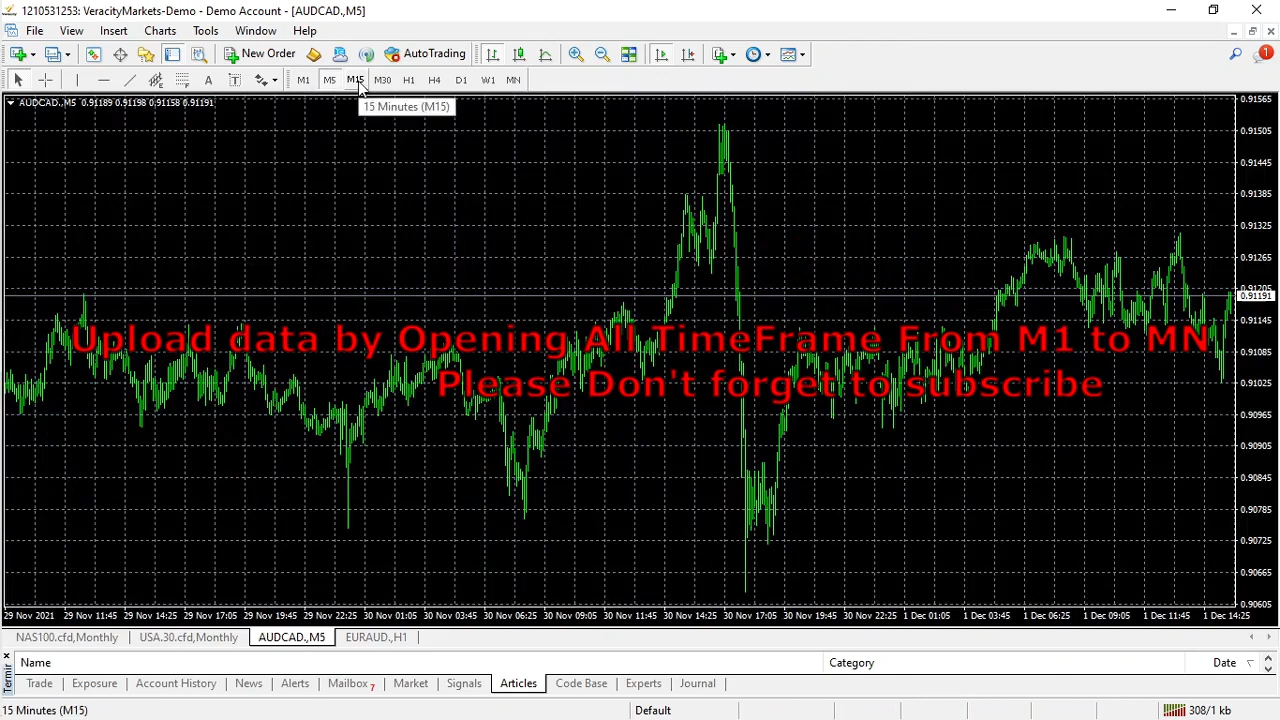 1210531253: VeracityMarkets-Demo - Demo Account - [AUDCAD.,M5]
File View Insert Charts Tools Options Window Help
New Order AutoTrading 1
A T M1 M5 M15 M30 H1 H4 D1 W1 MN
15 Minutes (M15)
AUDCAD.,M5 0.91189 0.91198 0.91158 0.91191
0.91565
0.91505
0.91445
0.91385
0.91325
0.91265
0.91205
0.91191
0.91145
Upload data by Opening All TimeFrame From M1 to MN
0.91085
Please Don't forget to subscribe
0.91025
0.90965
0.90905
0.90845
0.90785
0.90725
0.90665
0.90605
29 Nov 2021 29 Nov 11:45 29 Nov 14:25 29 Nov 17:05 29 Nov 19:45 29 Nov 22:25 30 Nov 01:05 30 Nov 03:45 30 Nov 06:25 30 Nov 09:05 30 Nov 11:45 30 Nov 14:25 30 Nov 17:05 30 Nov 19:45 30 Nov 22:25 1 Dec 01:05 1 Dec 03:45 1 Dec 06:25 1 Dec 09:05 1 Dec 11:45 1 Dec 14:25
NAS100.cfd,Monthly USA.30.cfd,Monthly AUDCAD.,M5 EURAUD.,H1
Name Category Date
Trade Exposure Account History News Alerts Mailbox 7 Market Signals Articles Code Base Experts Journal
15 Minutes (M15) Default 308/1 kb